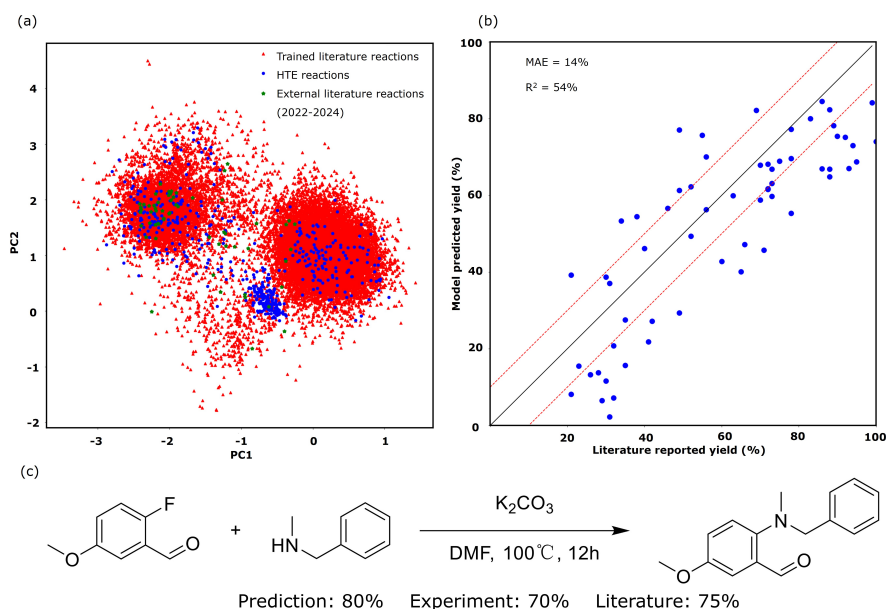 (a)
Trained literature reactions
HTE reactions
External literature reactions
(2022-2024)
4
3
2
1
0
-1
-2
PC2
-3
-2
-1
0
1
PC1
(b)
MAE = 14%
R² = 54%
100
80
60
40
20
0
Model predicted yield (%)
20
40
60
80
100
Literature reported yield (%)
(c)
F
O
O
+
HN
K₂CO₃
DMF, 100℃, 12h
N
O
O
Prediction: 80% Experiment: 70% Literature: 75%